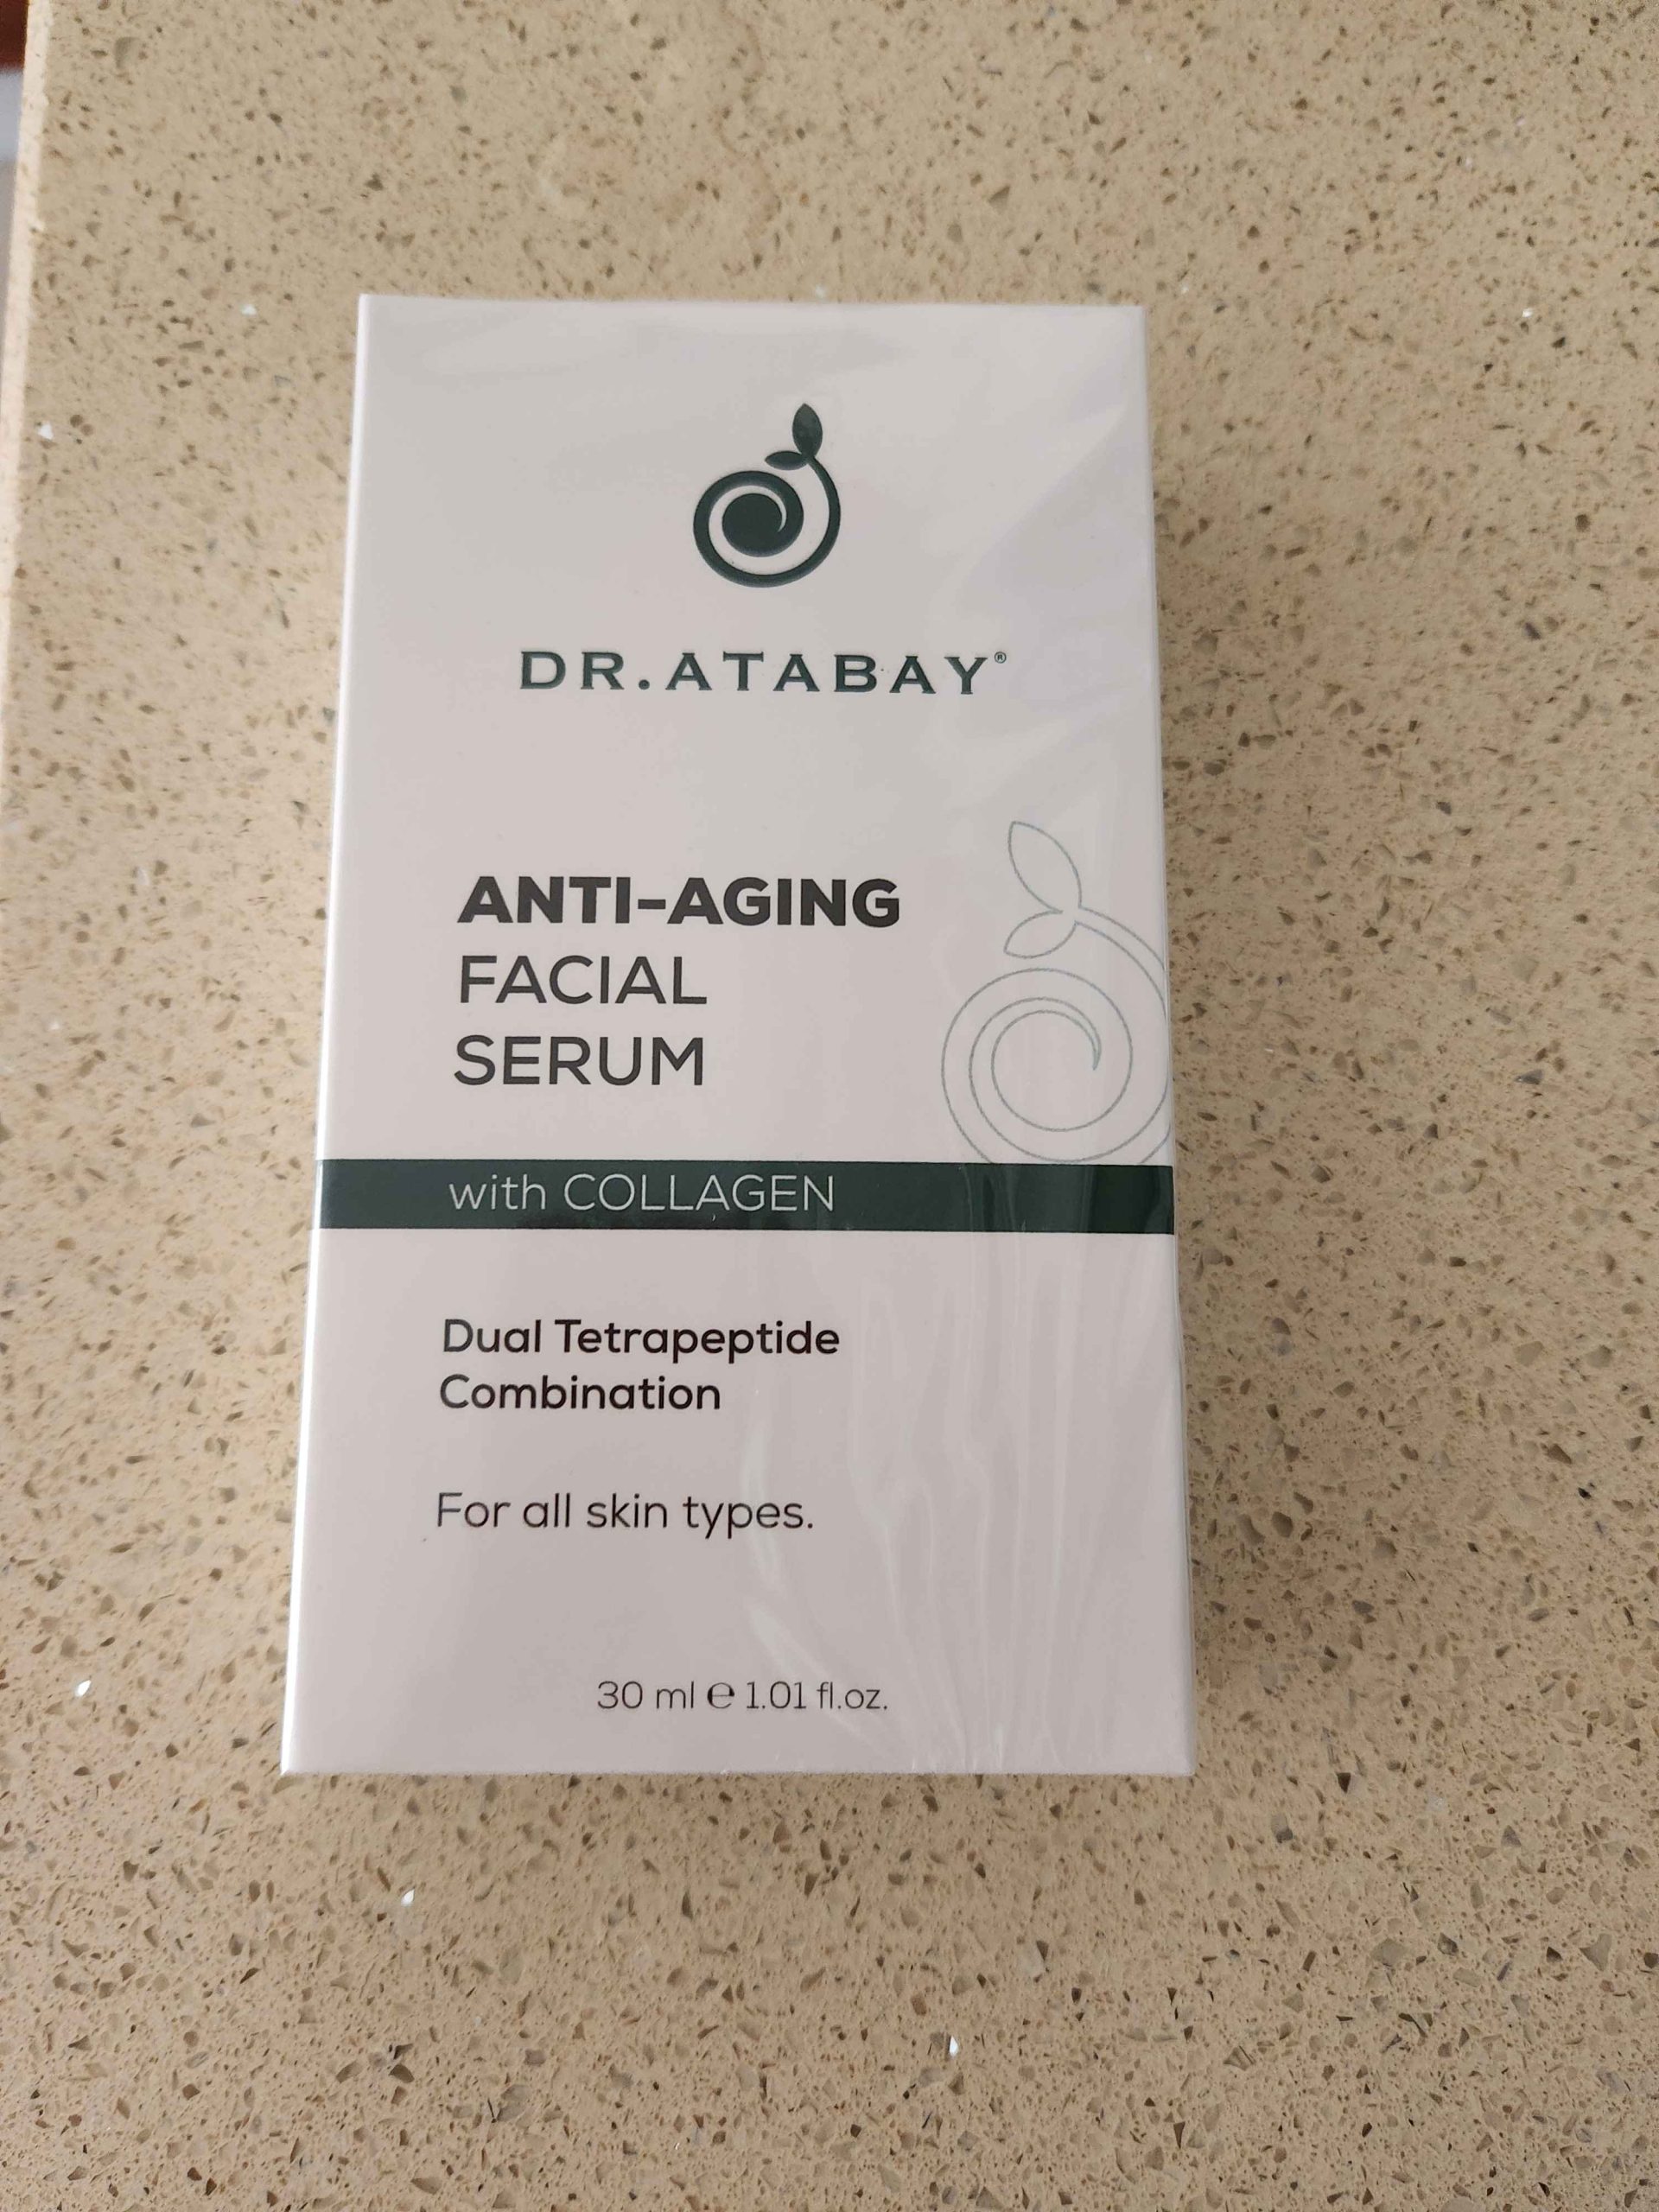 DR.ATABAY®
ANTI-AGING
FACIAL
SERUM
with COLLAGEN
Dual Tetrapeptide
Combination
For all skin types.
30 ml ℮ 1.01 fl.oz.